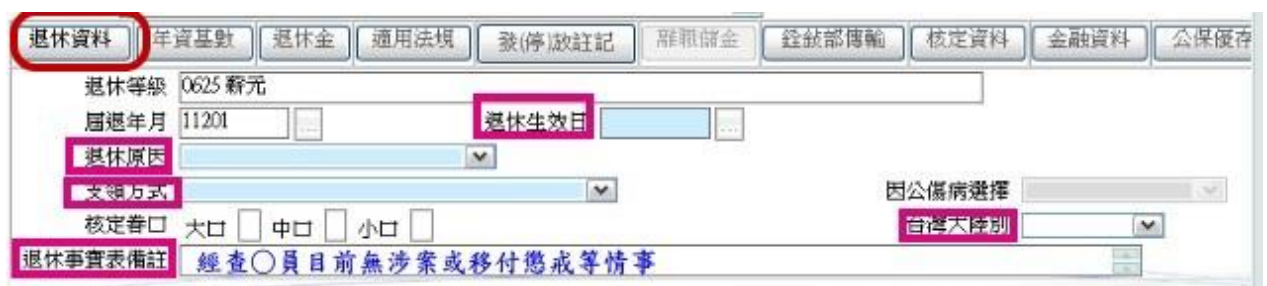 退休資料 年資基數 退休金 適用法規 發(停)放註記 離職儲金 銓敘部傳輸 核定資料 金融資料 公保優存
退休等級 0625 薪元
屆退年月 11201 ... 退休生效日 ...
退休原因
支領方式 因公傷病選擇
核定眷口 大口 中口 小口 台灣大陸別
退休事實表備註 經查○員目前無涉案或移付懲戒等情事